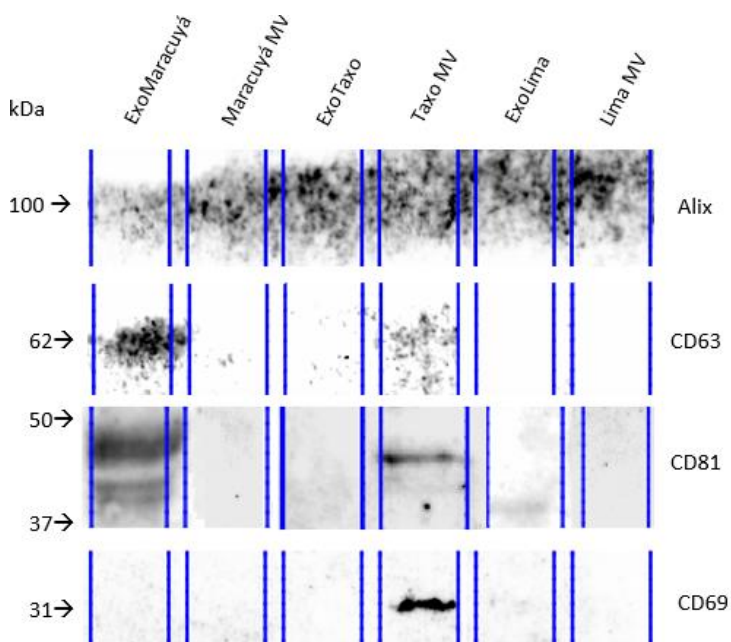 kDa
ExoMaracuyá
Maracuyá MV
ExoTaxo
Taxo MV
ExoLima
Lima MV
100 → Alix
62→ CD63
50→
CD81
37→
31→ CD69